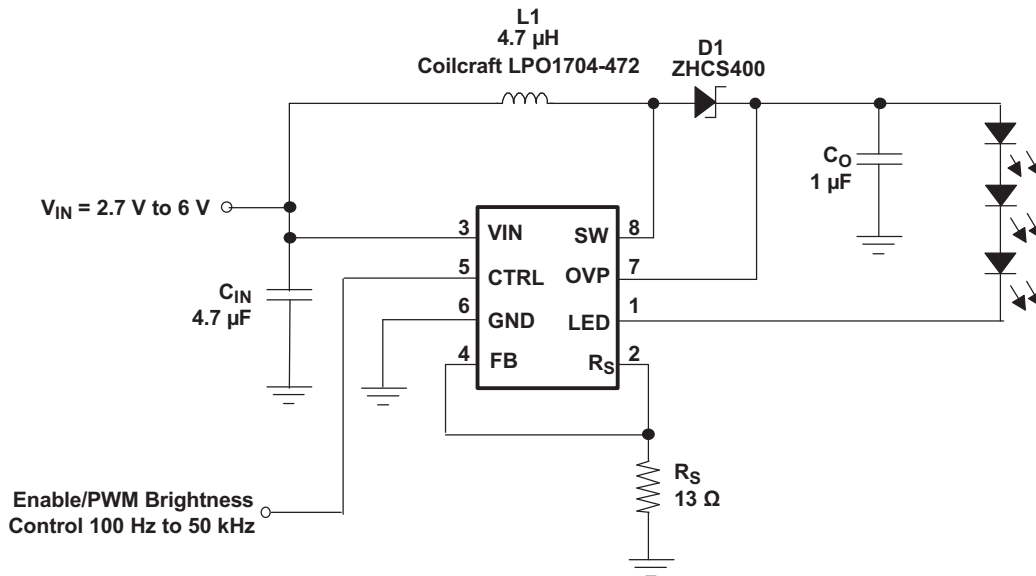 L1
4.7 µH
Coilcraft LPO1704-472
D1
ZHCS400
C_O
1 µF
V_IN = 2.7 V to 6 V
3 VIN
SW 8
5 CTRL
OVP 7
6 GND
LED 1
4 FB
R_S 2
C_IN
4.7 µF
R_S
13 Ω
Enable/PWM Brightness
Control 100 Hz to 50 kHz